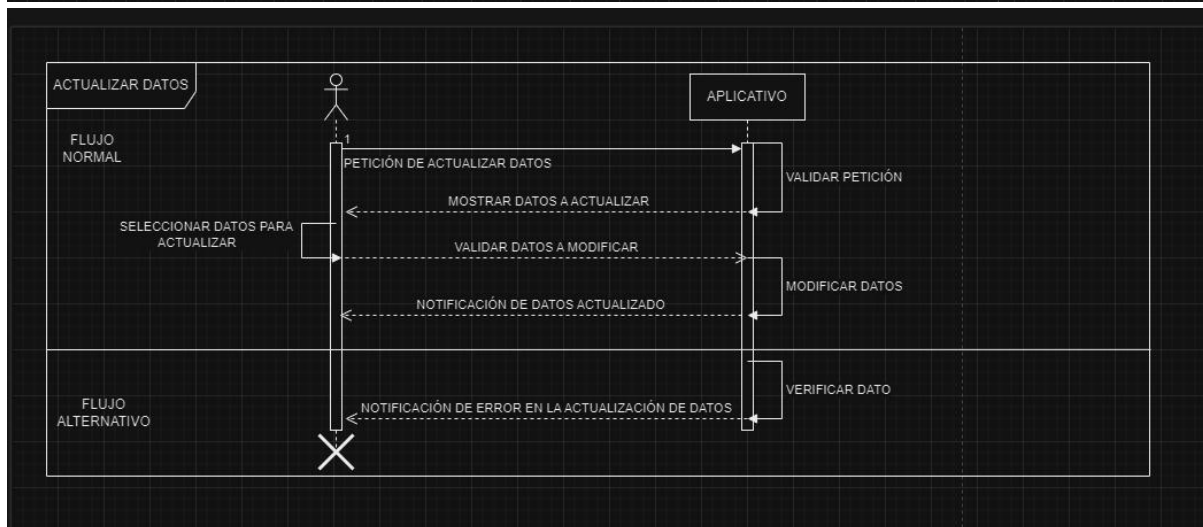 ACTUALIZAR DATOS
APLICATIVO
FLUJO
NORMAL
1
PETICIÓN DE ACTUALIZAR DATOS
VALIDAR PETICIÓN
MOSTRAR DATOS A ACTUALIZAR
SELECCIONAR DATOS PARA
ACTUALIZAR
VALIDAR DATOS A MODIFICAR
MODIFICAR DATOS
NOTIFICACIÓN DE DATOS ACTUALIZADO
VERIFICAR DATO
FLUJO
ALTERNATIVO
NOTIFICACIÓN DE ERROR EN LA ACTUALIZACIÓN DE DATOS